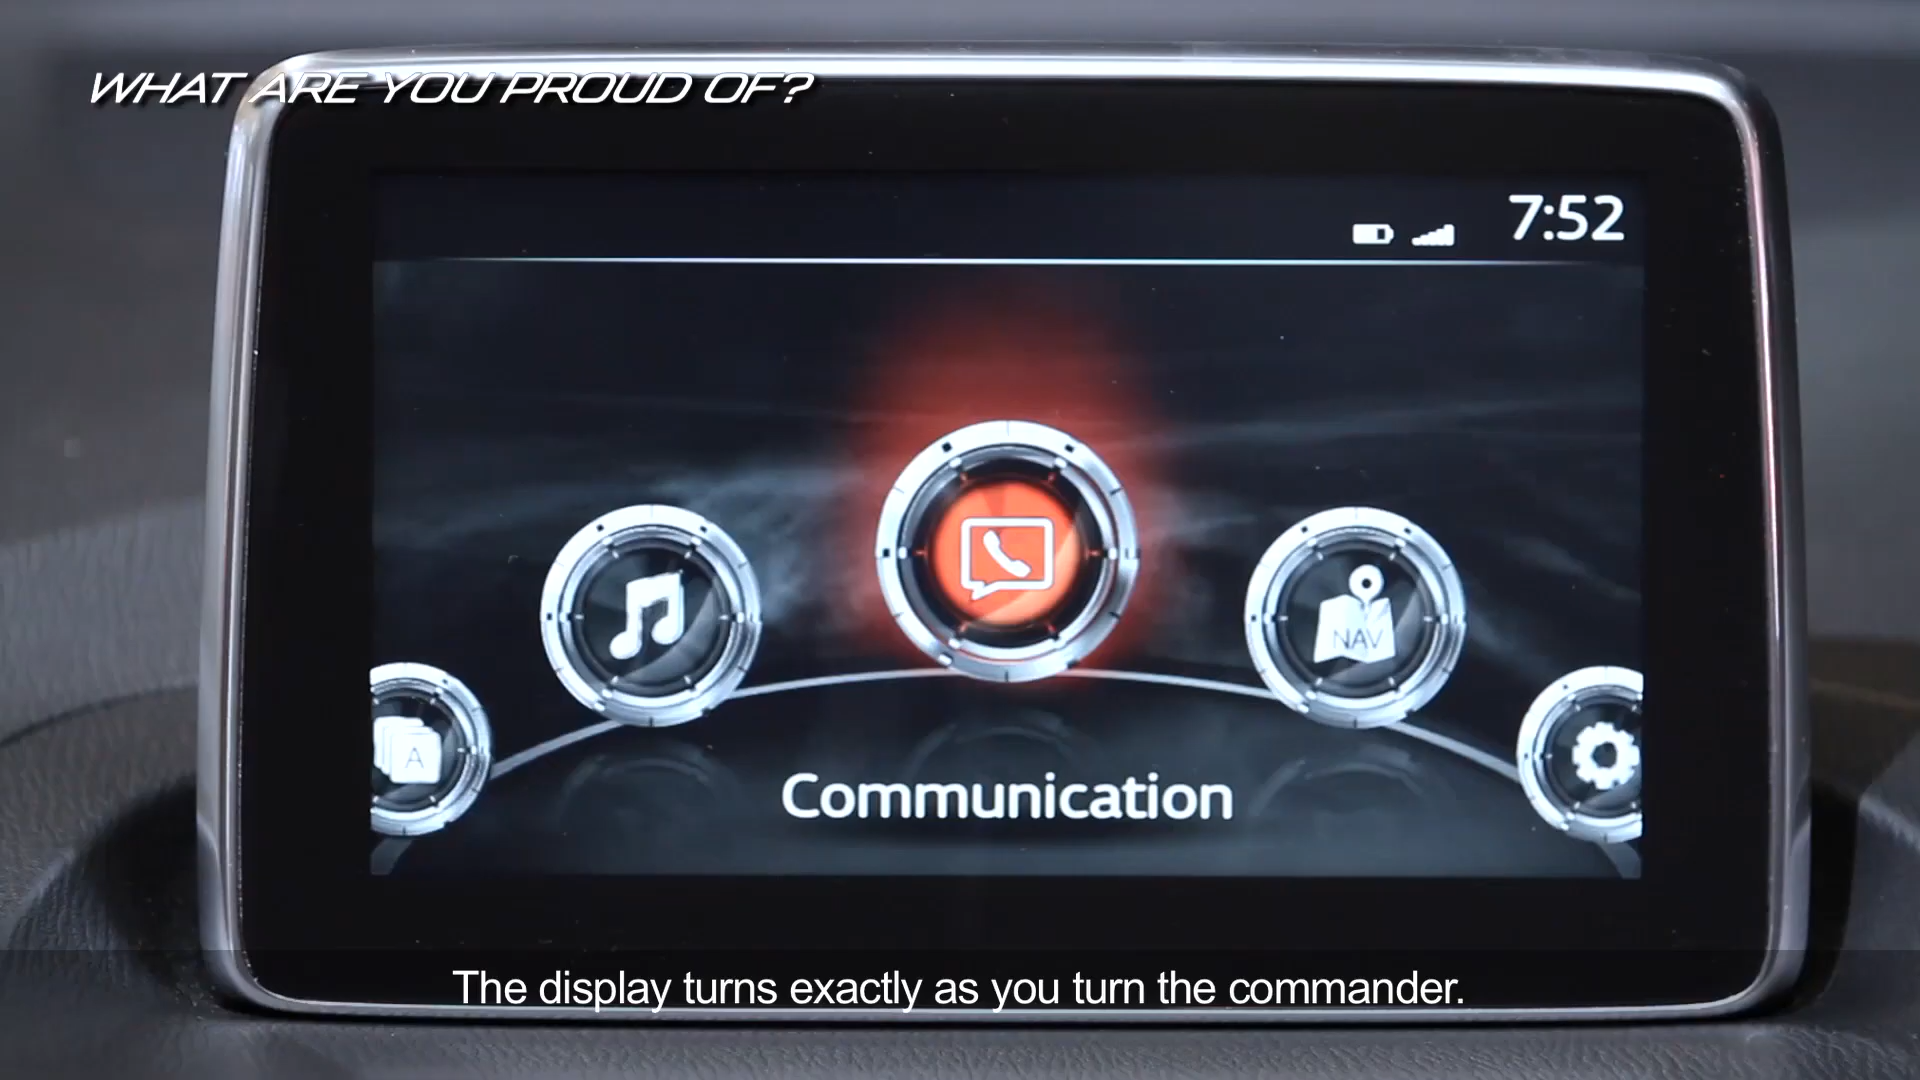 WHAT ARE YOU PROUD OF?
7:52
NAV
A
Communication
The display turns exactly as you turn the commander.